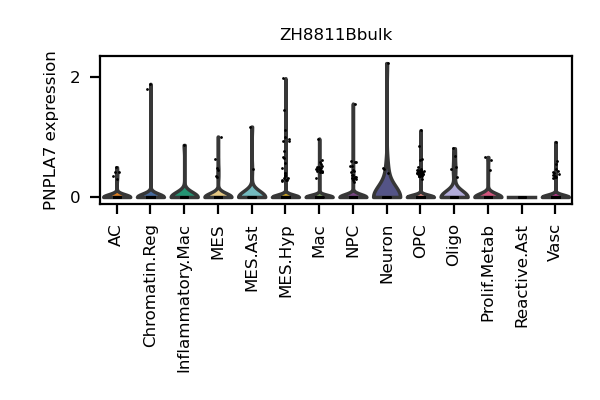 ZH8811Bbulk
PNPLA7 expression
2
0
AC
Chromatin.Reg
Inflammatory.Mac
MES
MES.Ast
MES.Hyp
Mac
NPC
Neuron
OPC
Oligo
Prolif.Metab
Reactive.Ast
Vasc